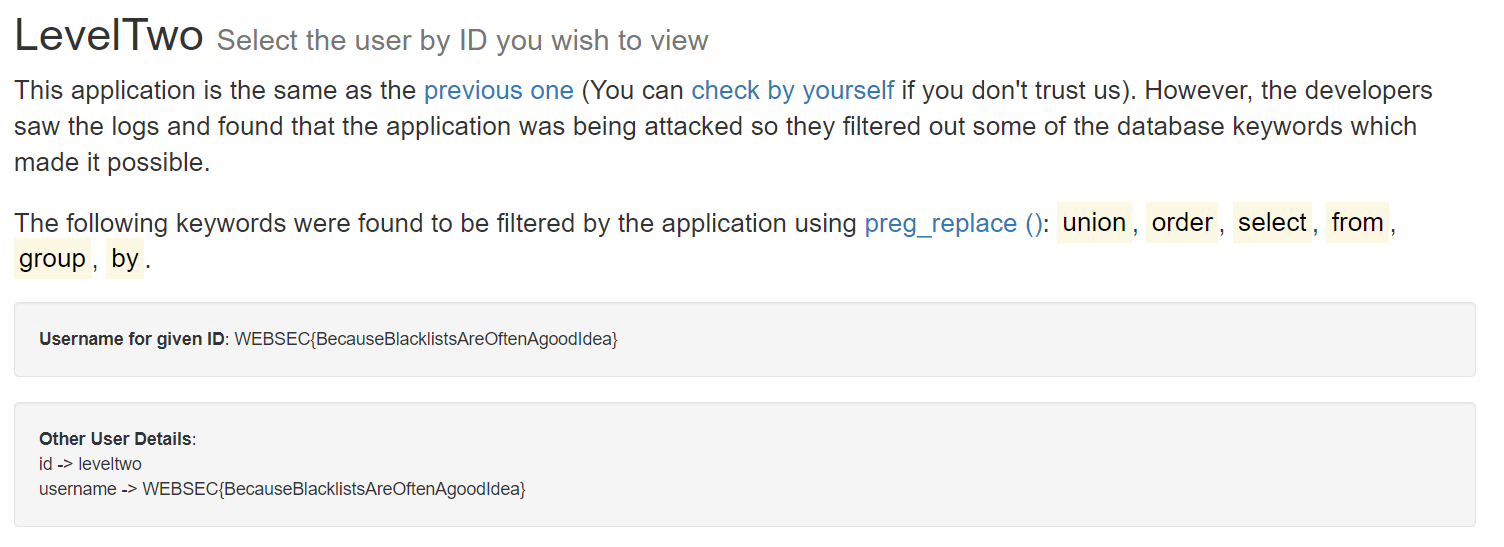 LevelTwo Select the user by ID you wish to view
This application is the same as the previous one (You can check by yourself if you don't trust us). However, the developers
saw the logs and found that the application was being attacked so they filtered out some of the database keywords which
made it possible.
The following keywords were found to be filtered by the application using preg_replace (): union, order, select, from,
group, by.
Username for given ID: WEBSEC{BecauseBlacklistsAreOftenAgoodIdea}
Other User Details:
id -> leveltwo
username -> WEBSEC{BecauseBlacklistsAreOftenAgoodIdea}